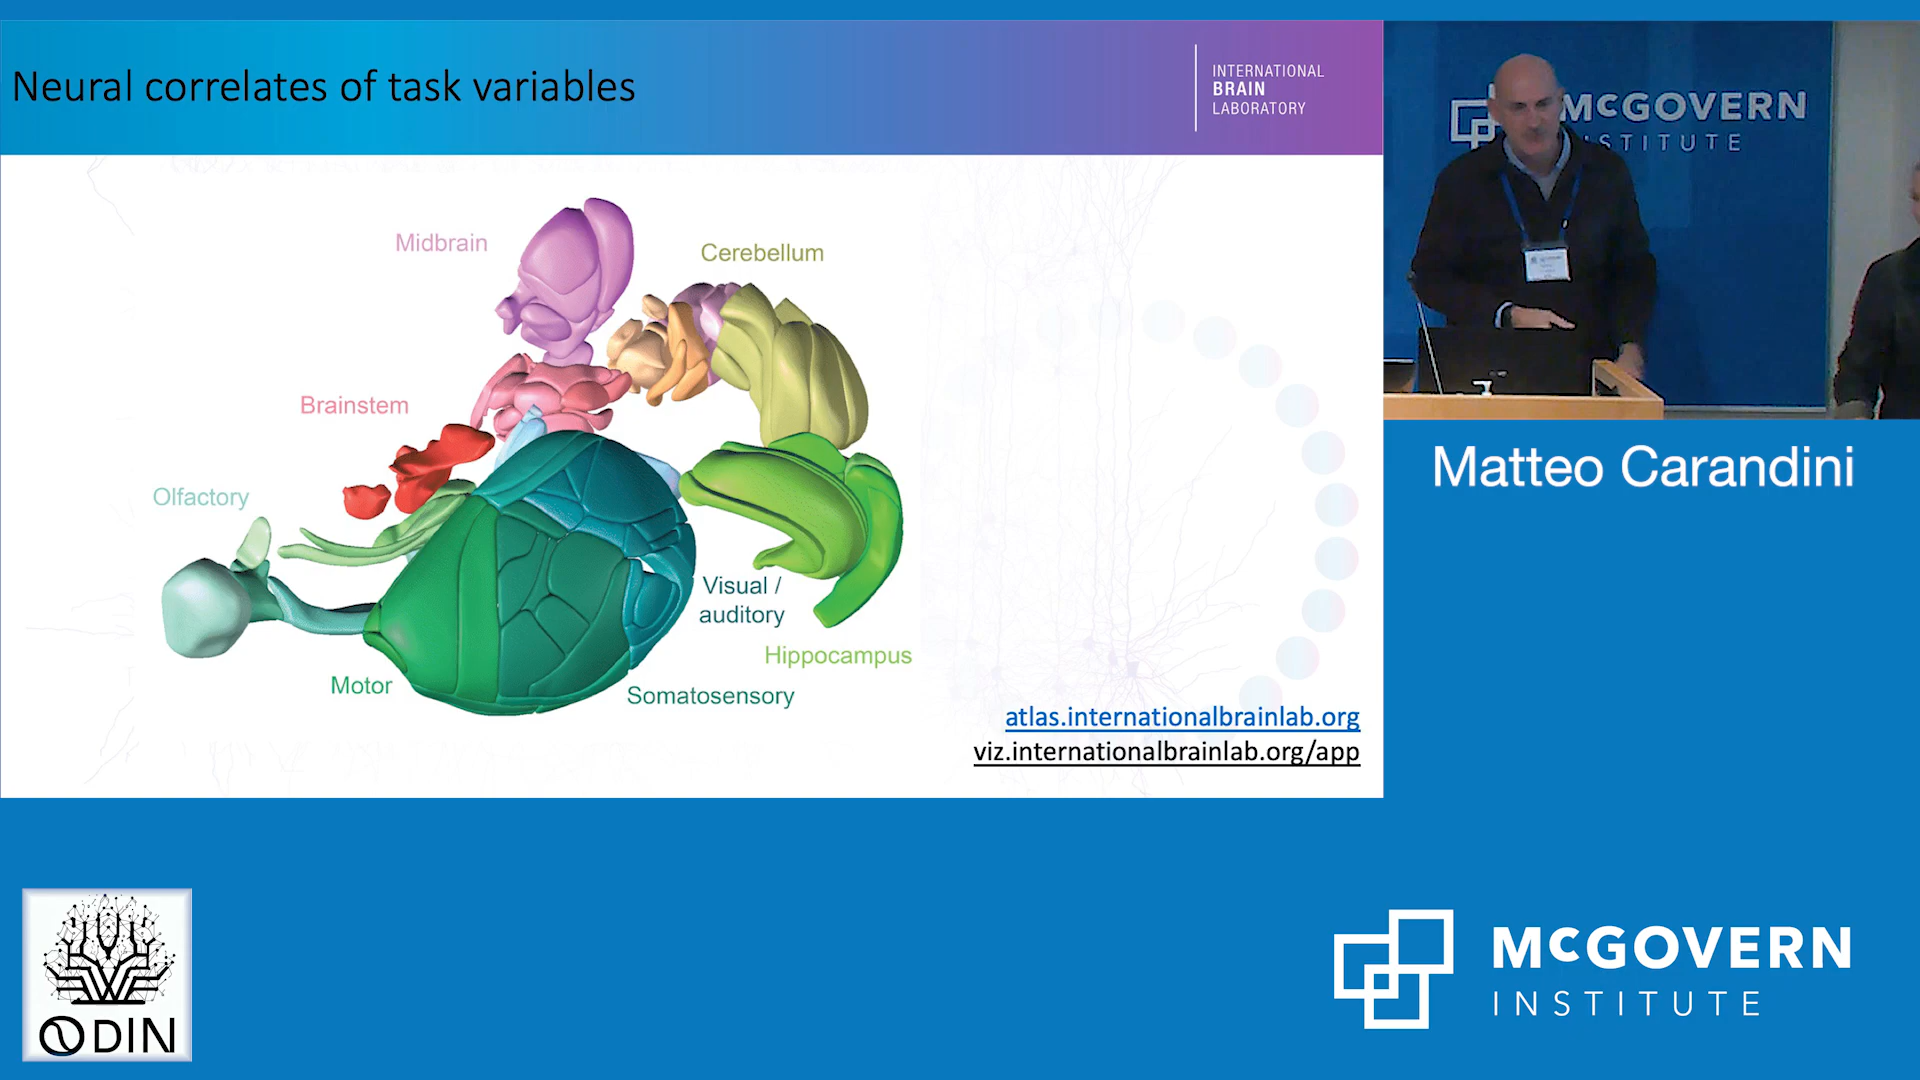 Neural correlates of task variables
INTERNATIONAL
BRAIN
LABORATORY
Midbrain
Cerebellum
Brainstem
Olfactory
Visual /
auditory
Hippocampus
Motor
Somatosensory
atlas.internationalbrainlab.org
viz.internationalbrainlab.org/app
McGOVERN
INSTITUTE
Matteo Carandini
ODIN
McGOVERN
INSTITUTE